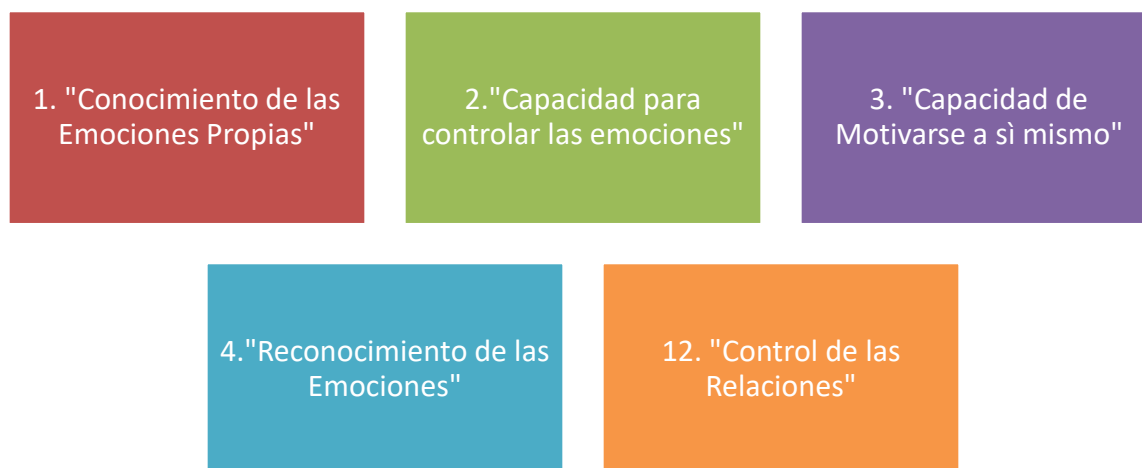 1. "Conocimiento de las
Emociones Propias"
2."Capacidad para
controlar las emociones"
3. "Capacidad de
Motivarse a sì mismo"
4."Reconocimiento de las
Emociones"
12. "Control de las
Relaciones"